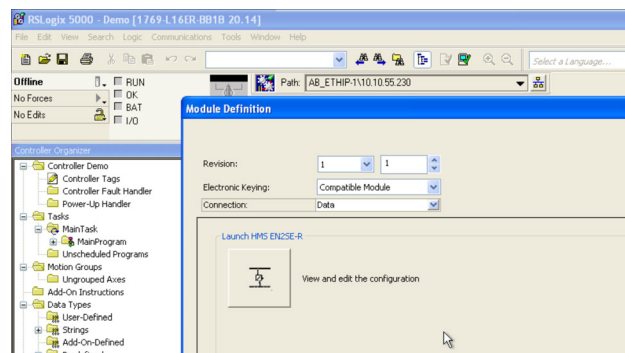 RSLogix 5000 - Demo [1769-L16ER-BB1B 20.14]
File Edit View Search Logic Communications Tools Window Help
Select a Language...
Offline
RUN
Path: AB_ETHIP-1\10.10.55.230
No Forces
OK
BAT
No Edits
I/O
Module Definition
Controller Organizer
Controller Demo
Controller Tags
Controller Fault Handler
Power-Up Handler
Tasks
MainTask
MainProgram
Unscheduled Programs
Motion Groups
Ungrouped Axes
Add-On Instructions
Data Types
User-Defined
Strings
Add-On-Defined
Revision: 1 1
Electronic Keying: Compatible Module
Connection: Data
Launch HMS EN2SE-R
View and edit the configuration